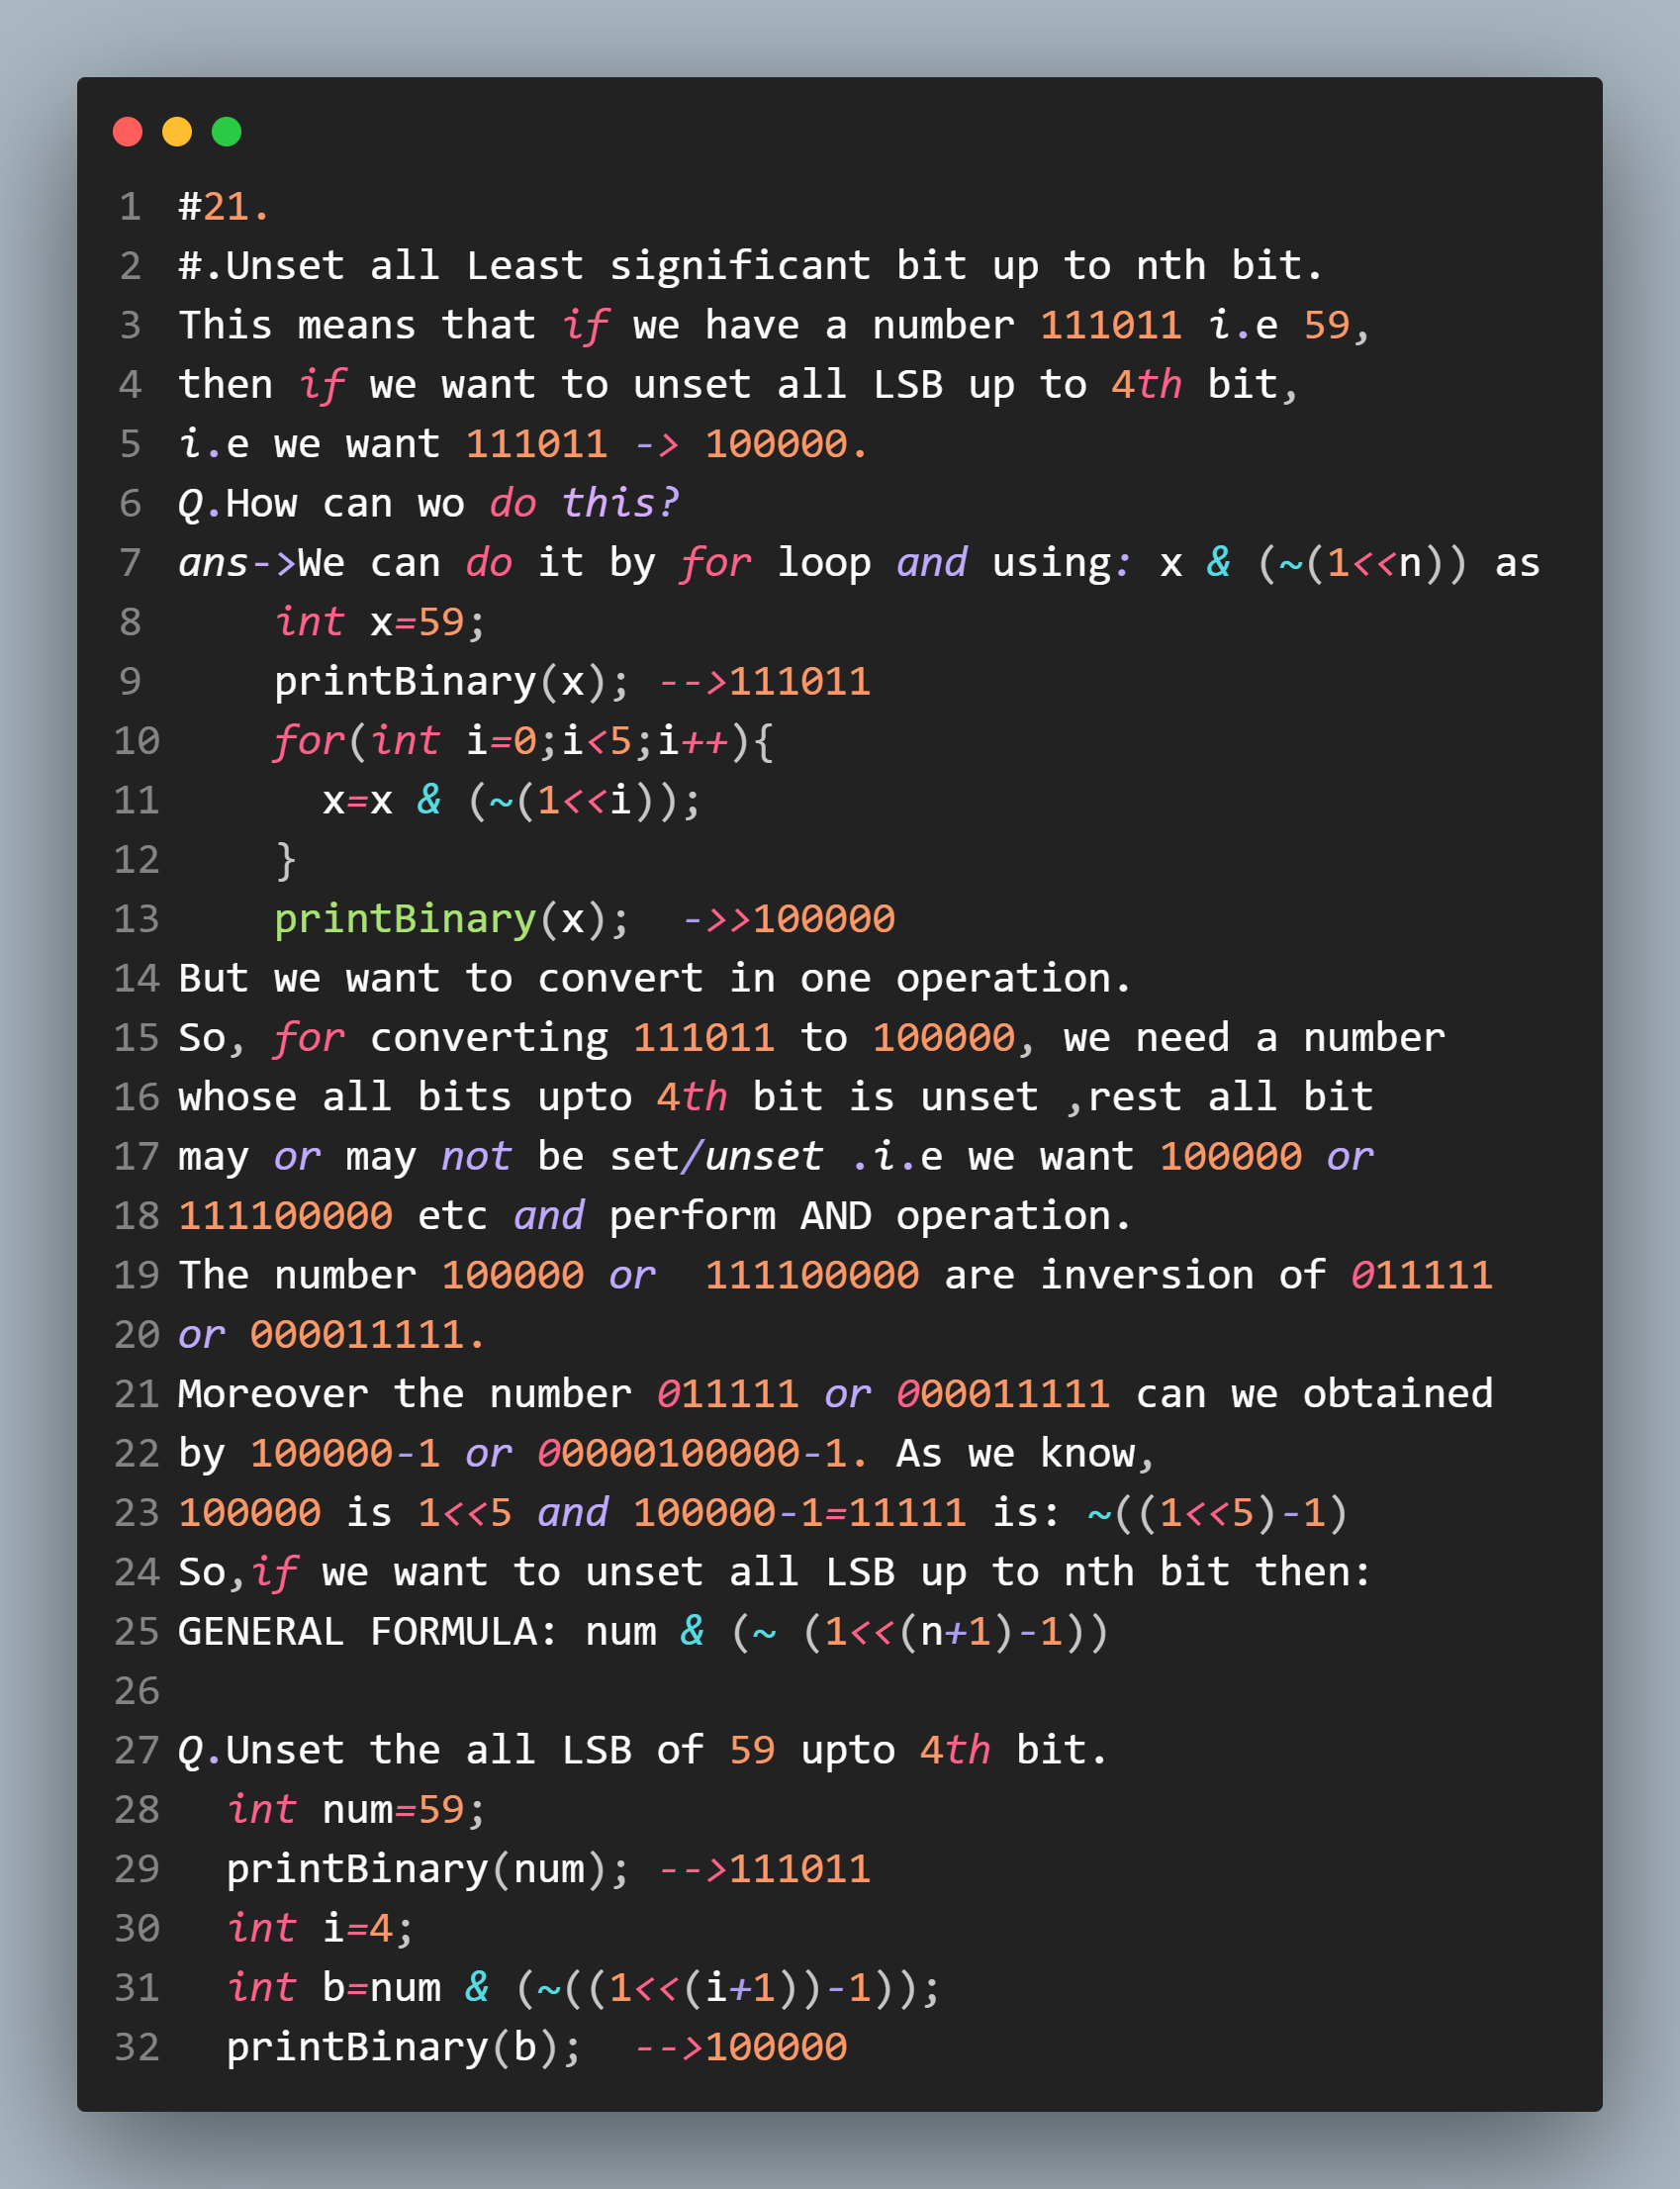 1 #21.
2 #.Unset all Least significant bit up to nth bit.
3 This means that if we have a number 111011 i.e 59,
4 then if we want to unset all LSB up to 4th bit,
5 i.e we want 111011 -> 100000.
6 Q.How can wo do this?
7 ans->We can do it by for loop and using: x & (~(1<<n)) as
8     int x=59;
9     printBinary(x); -->111011
10     for(int i=0;i<5;i++){
11       x=x & (~(1<<i));
12     }
13     printBinary(x);  ->>100000
14 But we want to convert in one operation.
15 So, for converting 111011 to 100000, we need a number
16 whose all bits upto 4th bit is unset ,rest all bit
17 may or may not be set/unset .i.e we want 100000 or
18 111100000 etc and perform AND operation.
19 The number 100000 or  111100000 are inversion of 011111
20 or 000011111.
21 Moreover the number 011111 or 000011111 can we obtained
22 by 100000-1 or 00000100000-1. As we know,
23 100000 is 1<<5 and 100000-1=11111 is: ~((1<<5)-1)
24 So,if we want to unset all LSB up to nth bit then:
25 GENERAL FORMULA: num & (~ (1<<(n+1)-1))
26
27 Q.Unset the all LSB of 59 upto 4th bit.
28   int num=59;
29   printBinary(num); -->111011
30   int i=4;
31   int b=num & (~((1<<(i+1))-1));
32   printBinary(b);  -->100000